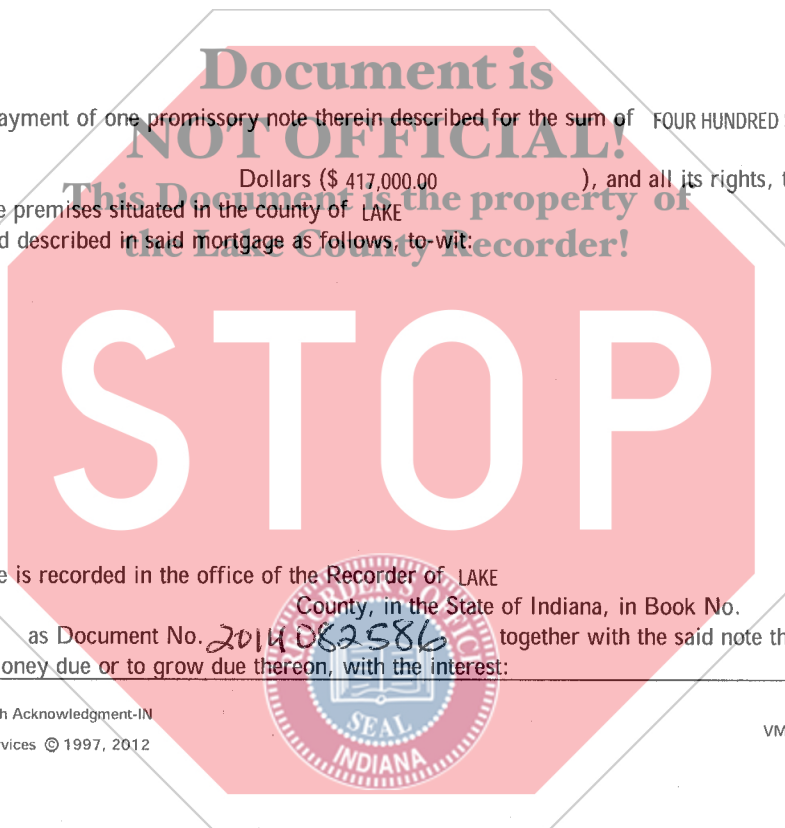 Document is
ayment of one promissory note therein described for the sum of FOUR HUNDRED
NOT OFFICIAL!
Dollars ($ 417,000.00 ), and all its rights, t
This Document is the property of
e premises situated in the county of LAKE
d described in said mortgage as follows, to-wit:
the Lake County Recorder!
STOP
e is recorded in the office of the Recorder of LAKE
County, in the State of Indiana, in Book No.
as Document No. 2014 082586 together with the said note th
oney due or to grow due thereon, with the interest:
RECORDER'S OFFICE
SEAL
INDIANA
h Acknowledgment-IN
vices © 1997, 2012
VM